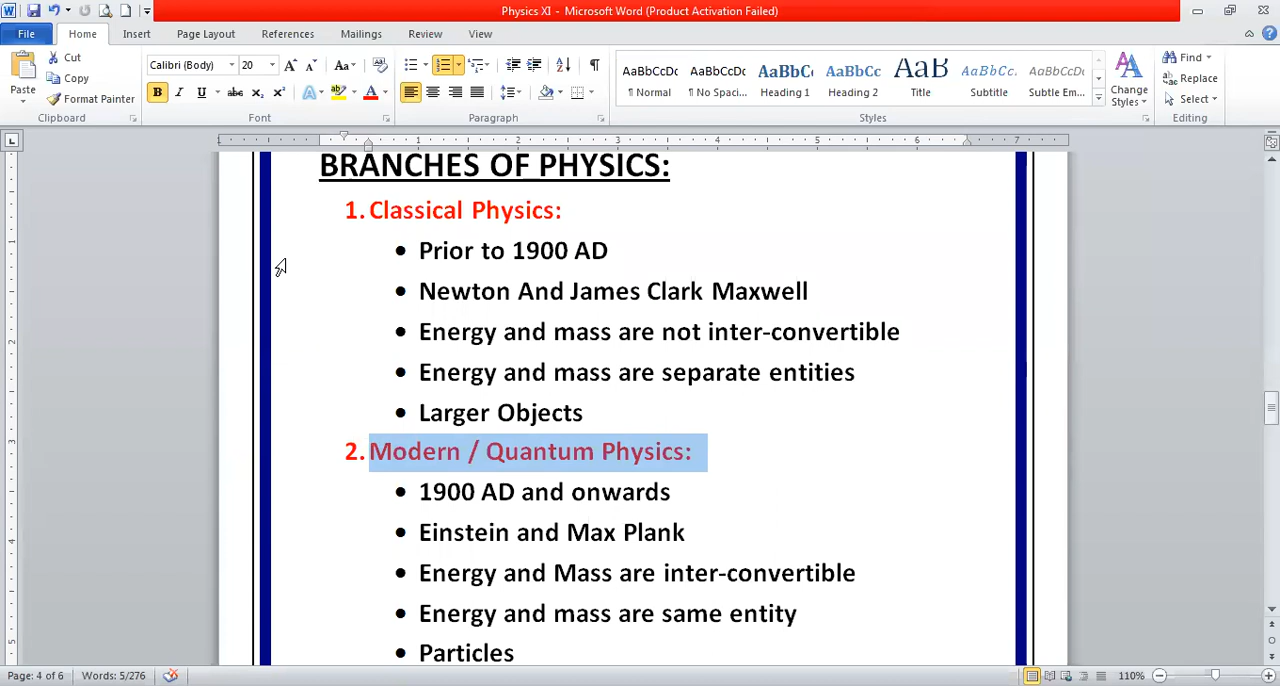 Physics XI - Microsoft Word (Product Activation Failed)
File Home Insert Page Layout References Mailings Review View
Cut
Copy
Format Painter
Paste
Clipboard
Calibri (Body) 20
Font
Paragraph
AaBbCcDc AaBbCcDc AaBbC AaBbCc AaB AaBbCc. AaBbCcDc
¶ Normal ¶ No Spaci... Heading 1 Heading 2 Title Subtitle Subtle Em...
Change Styles
Styles
Find
Replace
Select
Editing
BRANCHES OF PHYSICS:
1. Classical Physics:
• Prior to 1900 AD
• Newton And James Clark Maxwell
• Energy and mass are not inter-convertible
• Energy and mass are separate entities
• Larger Objects
2. Modern / Quantum Physics:
• 1900 AD and onwards
• Einstein and Max Plank
• Energy and Mass are inter-convertible
• Energy and mass are same entity
• Particles
Page: 4 of 6 Words: 5/276 110%